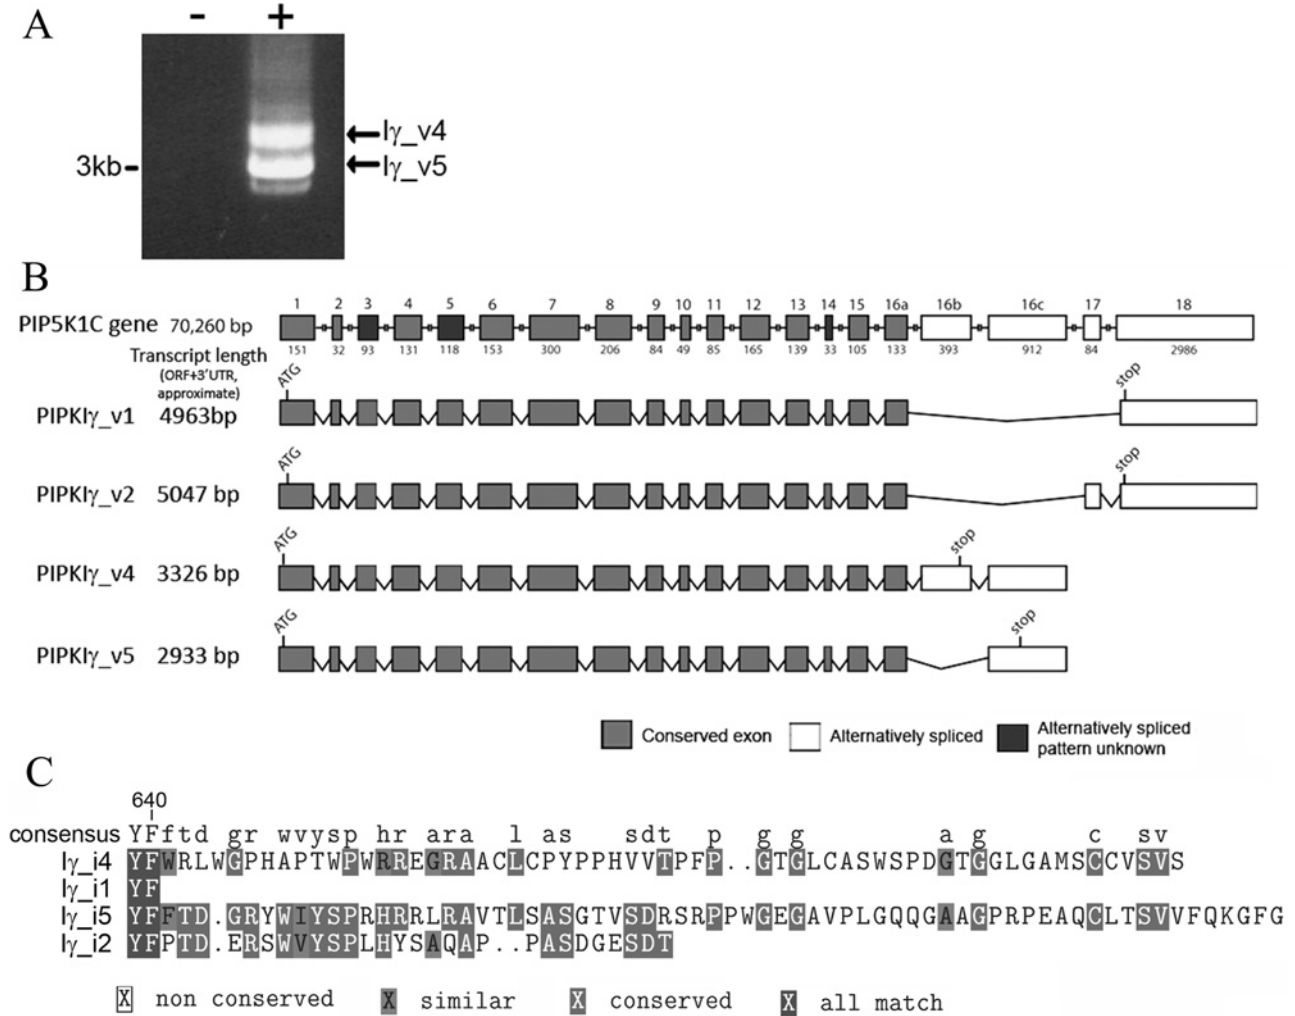 A
- +
Iγ_v4
3kb
Iγ_v5
B
1 2 3 4 5 6 7 8 9 10 11 12 13 14 15 16a 16b 16c 17 18
PIP5K1C gene 70,260 bp
151 32 93 131 118 153 300 206 84 49 85 165 139 33 105 133 393 912 84 2986
Transcript length
(ORF+3'UTR,
approximate)
ATG stop
PIPKIγ_v1 4963bp
ATG stop
PIPKIγ_v2 5047 bp
ATG stop
PIPKIγ_v4 3326 bp
ATG stop
PIPKIγ_v5 2933 bp
Conserved exon
Alternatively spliced
Alternatively spliced
pattern unknown
C
640
consensus YFftd gr wvysp hr ara l as sdt p g g a g c sv
Iγ_i4 YFWRLWGPHAPTWPWRREGRAACLCPYPPHVVTPFP..GTGLCASWSPDGTGGLGAMSCCVSVS
Iγ_i1 YF
Iγ_i5 YFFTD.GRYWIYSPRHRRLRAVTLSASGTVSDRSRPPWGEGAVPLGQQGAAGPRPEAQCLTSVVFQKGFG
Iγ_i2 YFPTD.ERSWVYSPLHYSAQAP..PASDGESDT
X non conserved X similar X conserved X all match